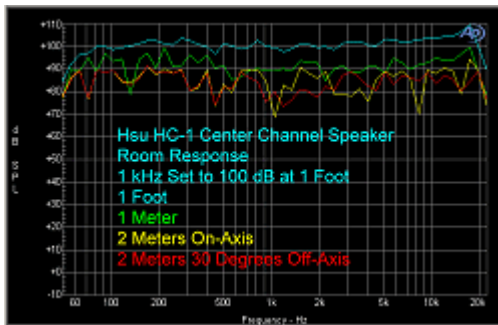 Ap
+110
+100
+90
+80
+70
+60
+50
+40
+30
+20
+10
+0
-10
Hsu HC-1 Center Channel Speaker
Room Response
1 kHz Set to 100 dB at 1 Foot
1 Foot
1 Meter
2 Meters On-Axis
2 Meters 30 Degrees Off-Axis
60 100 200 500 1k 2k 5k 10k 20k
Frequency - Hz